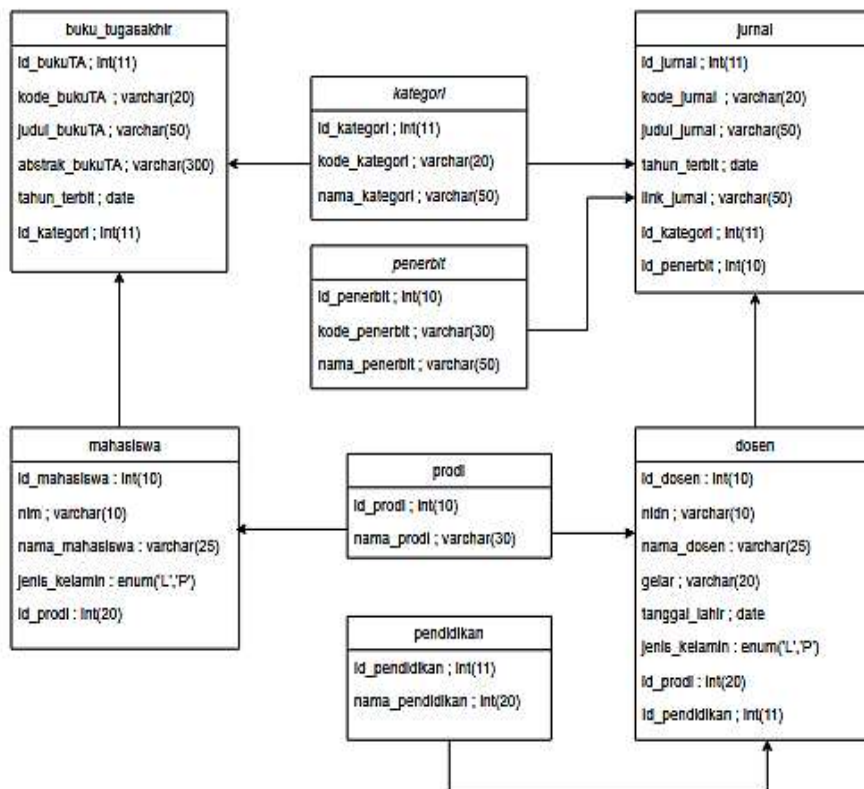 buku_tugasakhir
id_bukuTA ; int(11)
kode_bukuTA ; varchar(20)
judul_bukuTA ; varchar(50)
abstrak_bukuTA ; varchar(300)
tahun_terbit ; date
id_kategori ; int(11)
kategori
id_kategori ; int(11)
kode_kategori ; varchar(20)
nama_kategori ; varchar(50)
jurnal
id_jurnal ; int(11)
kode_jurnal ; varchar(20)
judul_jurnal ; varchar(50)
tahun_terbit ; date
link_jurnal ; varchar(50)
id_kategori ; int(11)
id_penerbit ; int(10)
penerbit
id_penerbit ; int(10)
kode_penerbit ; varchar(30)
nama_penerbit ; varchar(50)
mahasiswa
id_mahasiswa : int(10)
nim ; varchar(10)
nama_mahasiswa : varchar(25)
jenis_kelamin : enum('L','P')
id_prodi : int(20)
prodi
id_prodi ; int(10)
nama_prodi ; varchar(30)
dosen
id_dosen : int(10)
nidn ; varchar(10)
nama_dosen : varchar(25)
gelar ; varchar(20)
tanggal_lahir ; date
jenis_kelamin : enum('L','P')
id_prodi : int(20)
id_pendidikan ; int(11)
pendidikan
id_pendidikan ; int(11)
nama_pendidikan ; int(20)